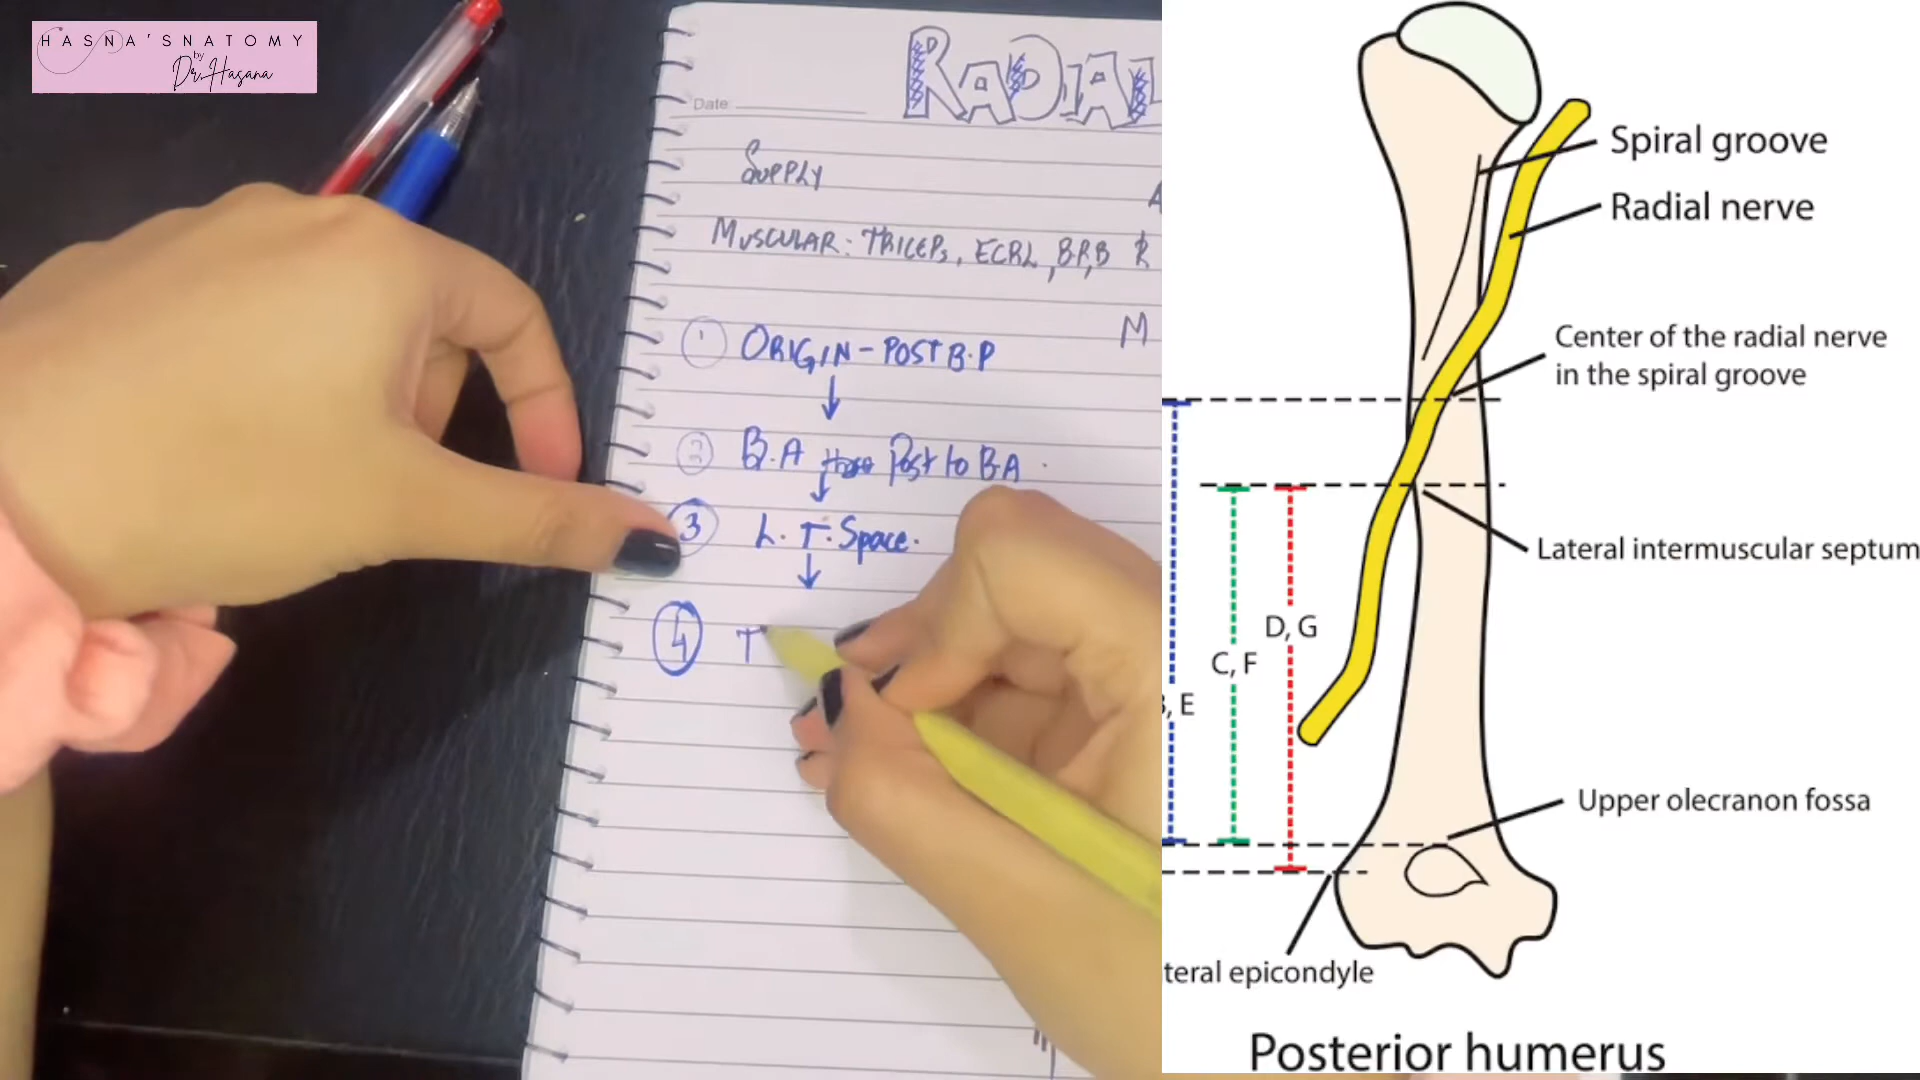 HASNA'SNATOMY
by
Dr.Hasana
RADIAL
Date:
SUPPLY
A
MUSCULAR: TRICEPS, ECRL, BR,B R
M
1 ORIGIN - POST B.P
2 B.A Post to B.A.
3 L. T. Space.
4 T
Spiral groove
Radial nerve
Center of the radial nerve
in the spiral groove
Lateral intermuscular septum
D, G
C, F
, E
Upper olecranon fossa
teral epicondyle
Posterior humerus